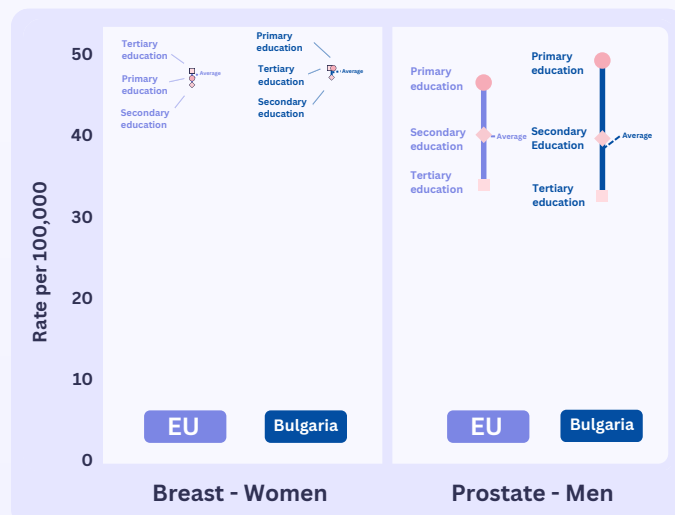 Rate per 100,000
50
40
30
20
10
0
Tertiary
education
Primary
education
Secondary
education
Average
Primary
education
Tertiary
education
Secondary
education
Average
EU
Bulgaria
Breast - Women
Primary
education
Secondary
education
Tertiary
education
Average
Primary
education
Secondary
Education
Tertiary
education
Average
EU
Bulgaria
Prostate - Men